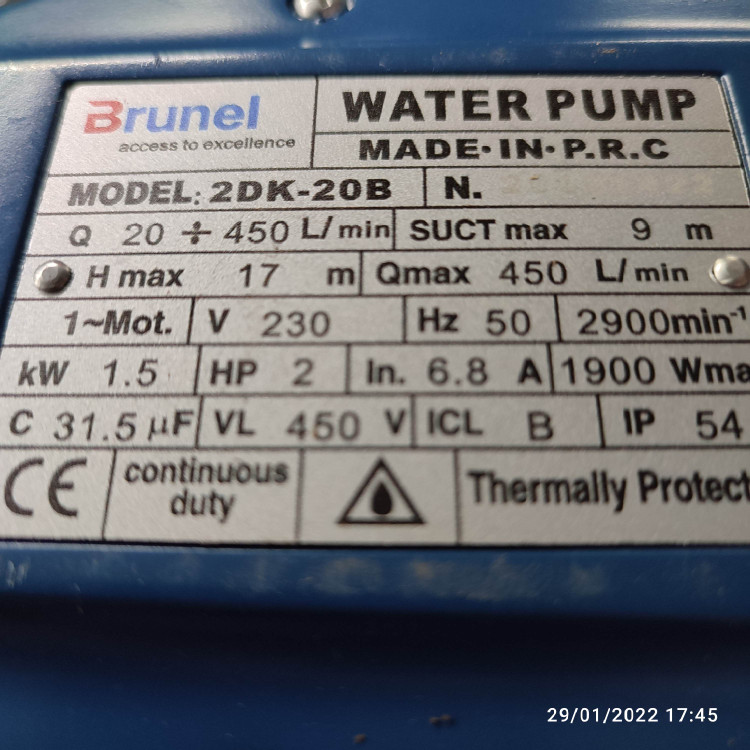 Brunel
access to excellence
WATER PUMP
MADE·IN·P.R.C
MODEL: 2DK-20B N.
Q 20 ÷ 450 L/min SUCT max 9 m
H max 17 m Qmax 450 L/min
1~Mot. V 230 Hz 50 2900min⁻¹
kW 1.5 HP 2 In. 6.8 A 1900 Wma
C 31.5 µF VL 450 V ICL B IP 54
CE continuous duty Thermally Protect
29/01/2022 17:45